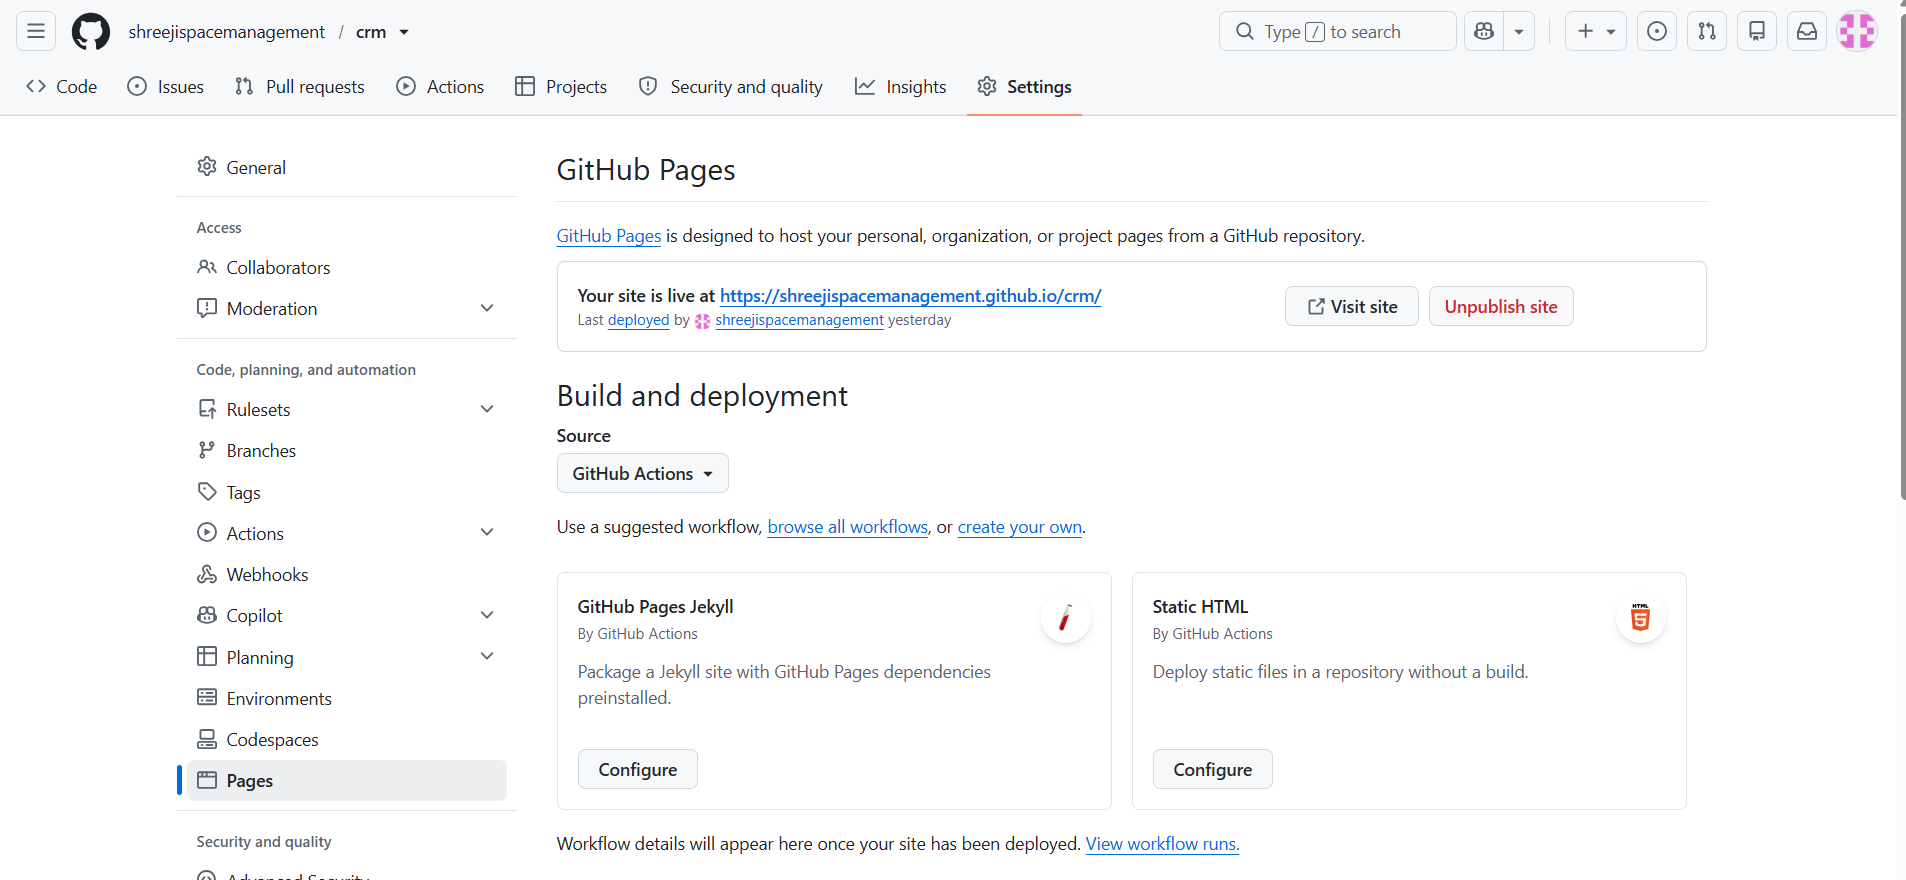 shreejispacemanagement / crm
Type / to search
Code
Issues
Pull requests
Actions
Projects
Security and quality
Insights
Settings
General
Access
Collaborators
Moderation
Code, planning, and automation
Rulesets
Branches
Tags
Actions
Webhooks
Copilot
Planning
Environments
Codespaces
Pages
Security and quality
Advanced Security
GitHub Pages
GitHub Pages is designed to host your personal, organization, or project pages from a GitHub repository.
Your site is live at https://shreejispacemanagement.github.io/crm/
Last deployed by shreejispacemanagement yesterday
Visit site
Unpublish site
Build and deployment
Source
GitHub Actions
Use a suggested workflow, browse all workflows, or create your own.
GitHub Pages Jekyll
By GitHub Actions
Package a Jekyll site with GitHub Pages dependencies
preinstalled.
Configure
Static HTML
By GitHub Actions
HTML
5
Deploy static files in a repository without a build.
Configure
Workflow details will appear here once your site has been deployed. View workflow runs.